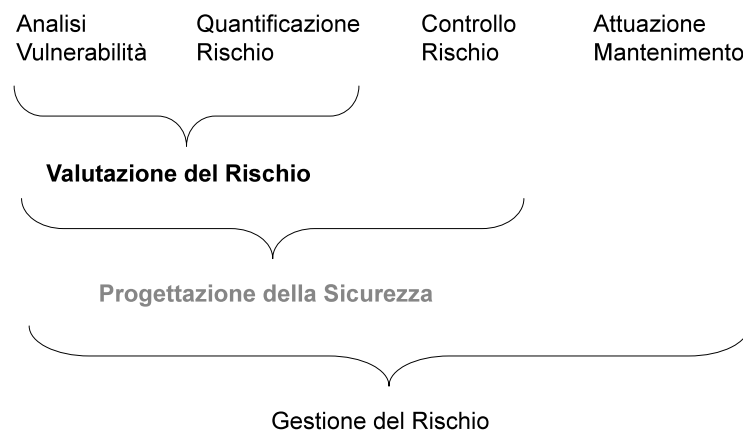 Analisi
Vulnerabilità
Quantificazione
Rischio
Controllo
Rischio
Attuazione
Mantenimento
Valutazione del Rischio
Progettazione della Sicurezza
Gestione del Rischio